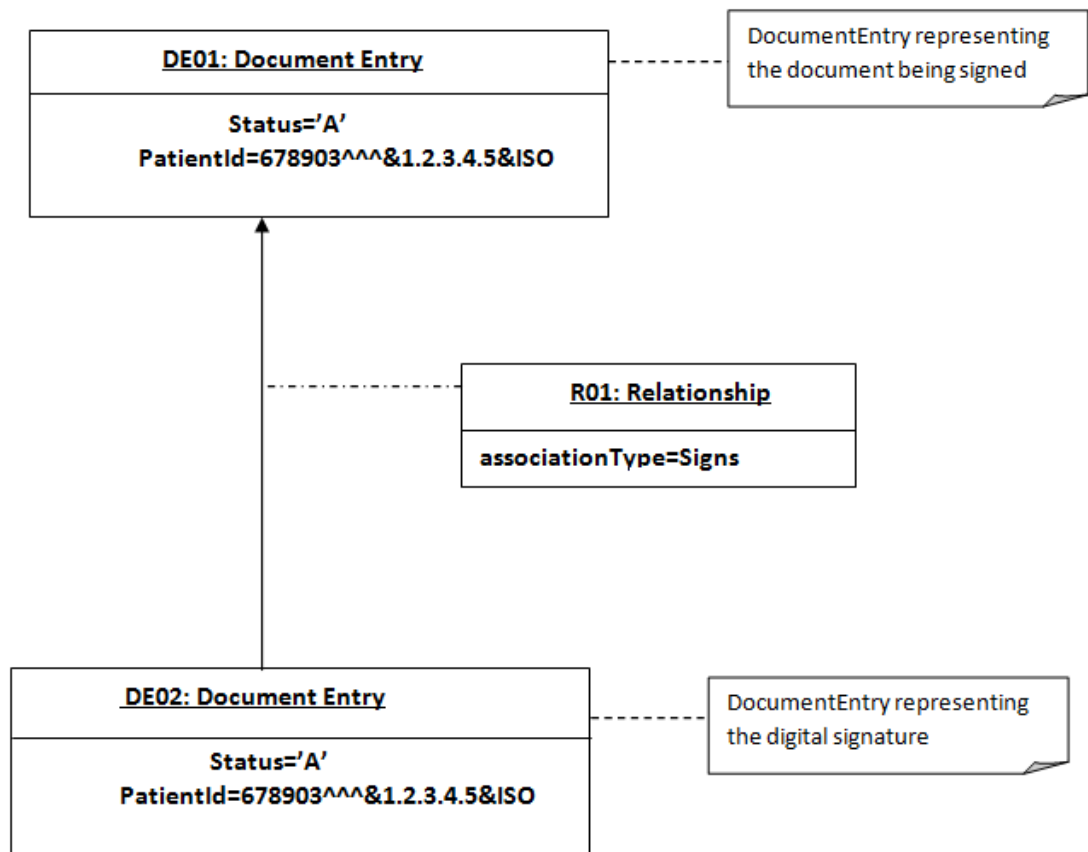 DE01: Document Entry
Status=’A’
PatientId=678903^^^&1.2.3.4.5&ISO
DocumentEntry representing
the document being signed
R01: Relationship
associationType=Signs
DE02: Document Entry
Status=’A’
PatientId=678903^^^&1.2.3.4.5&ISO
DocumentEntry representing
the digital signature